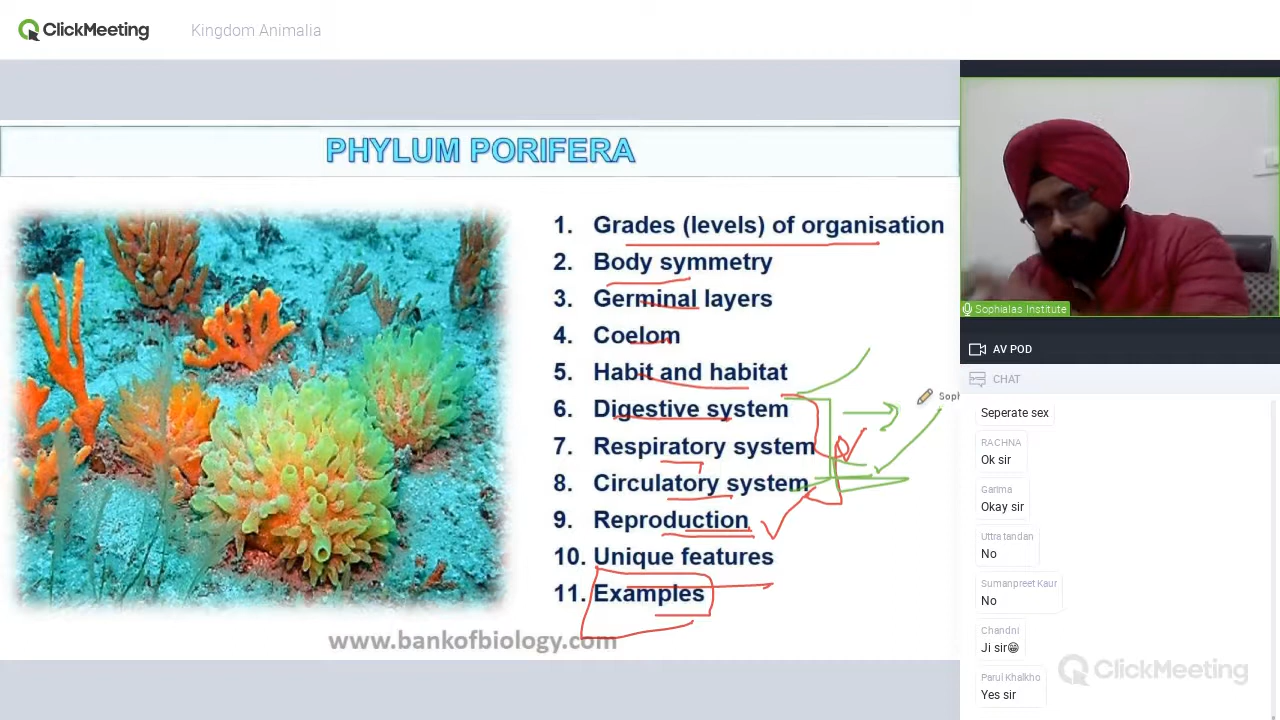 ClickMeeting
Kingdom Animalia
PHYLUM PORIFERA
1. Grades (levels) of organisation
2. Body symmetry
3. Germinal layers
4. Coelom
5. Habit and habitat
6. Digestive system
7. Respiratory system
8. Circulatory system
9. Reproduction
10. Unique features
11. Examples
www.bankofbiology.com
Soph
Sophialas Institute
AV POD
CHAT
Seperate sex
RACHNA
Ok sir
Garima
Okay sir
Uttra tandan
No
Sumanpreet Kaur
No
Chandni
Ji sir😁
Parul Khalkho
Yes sir
ClickMeeting